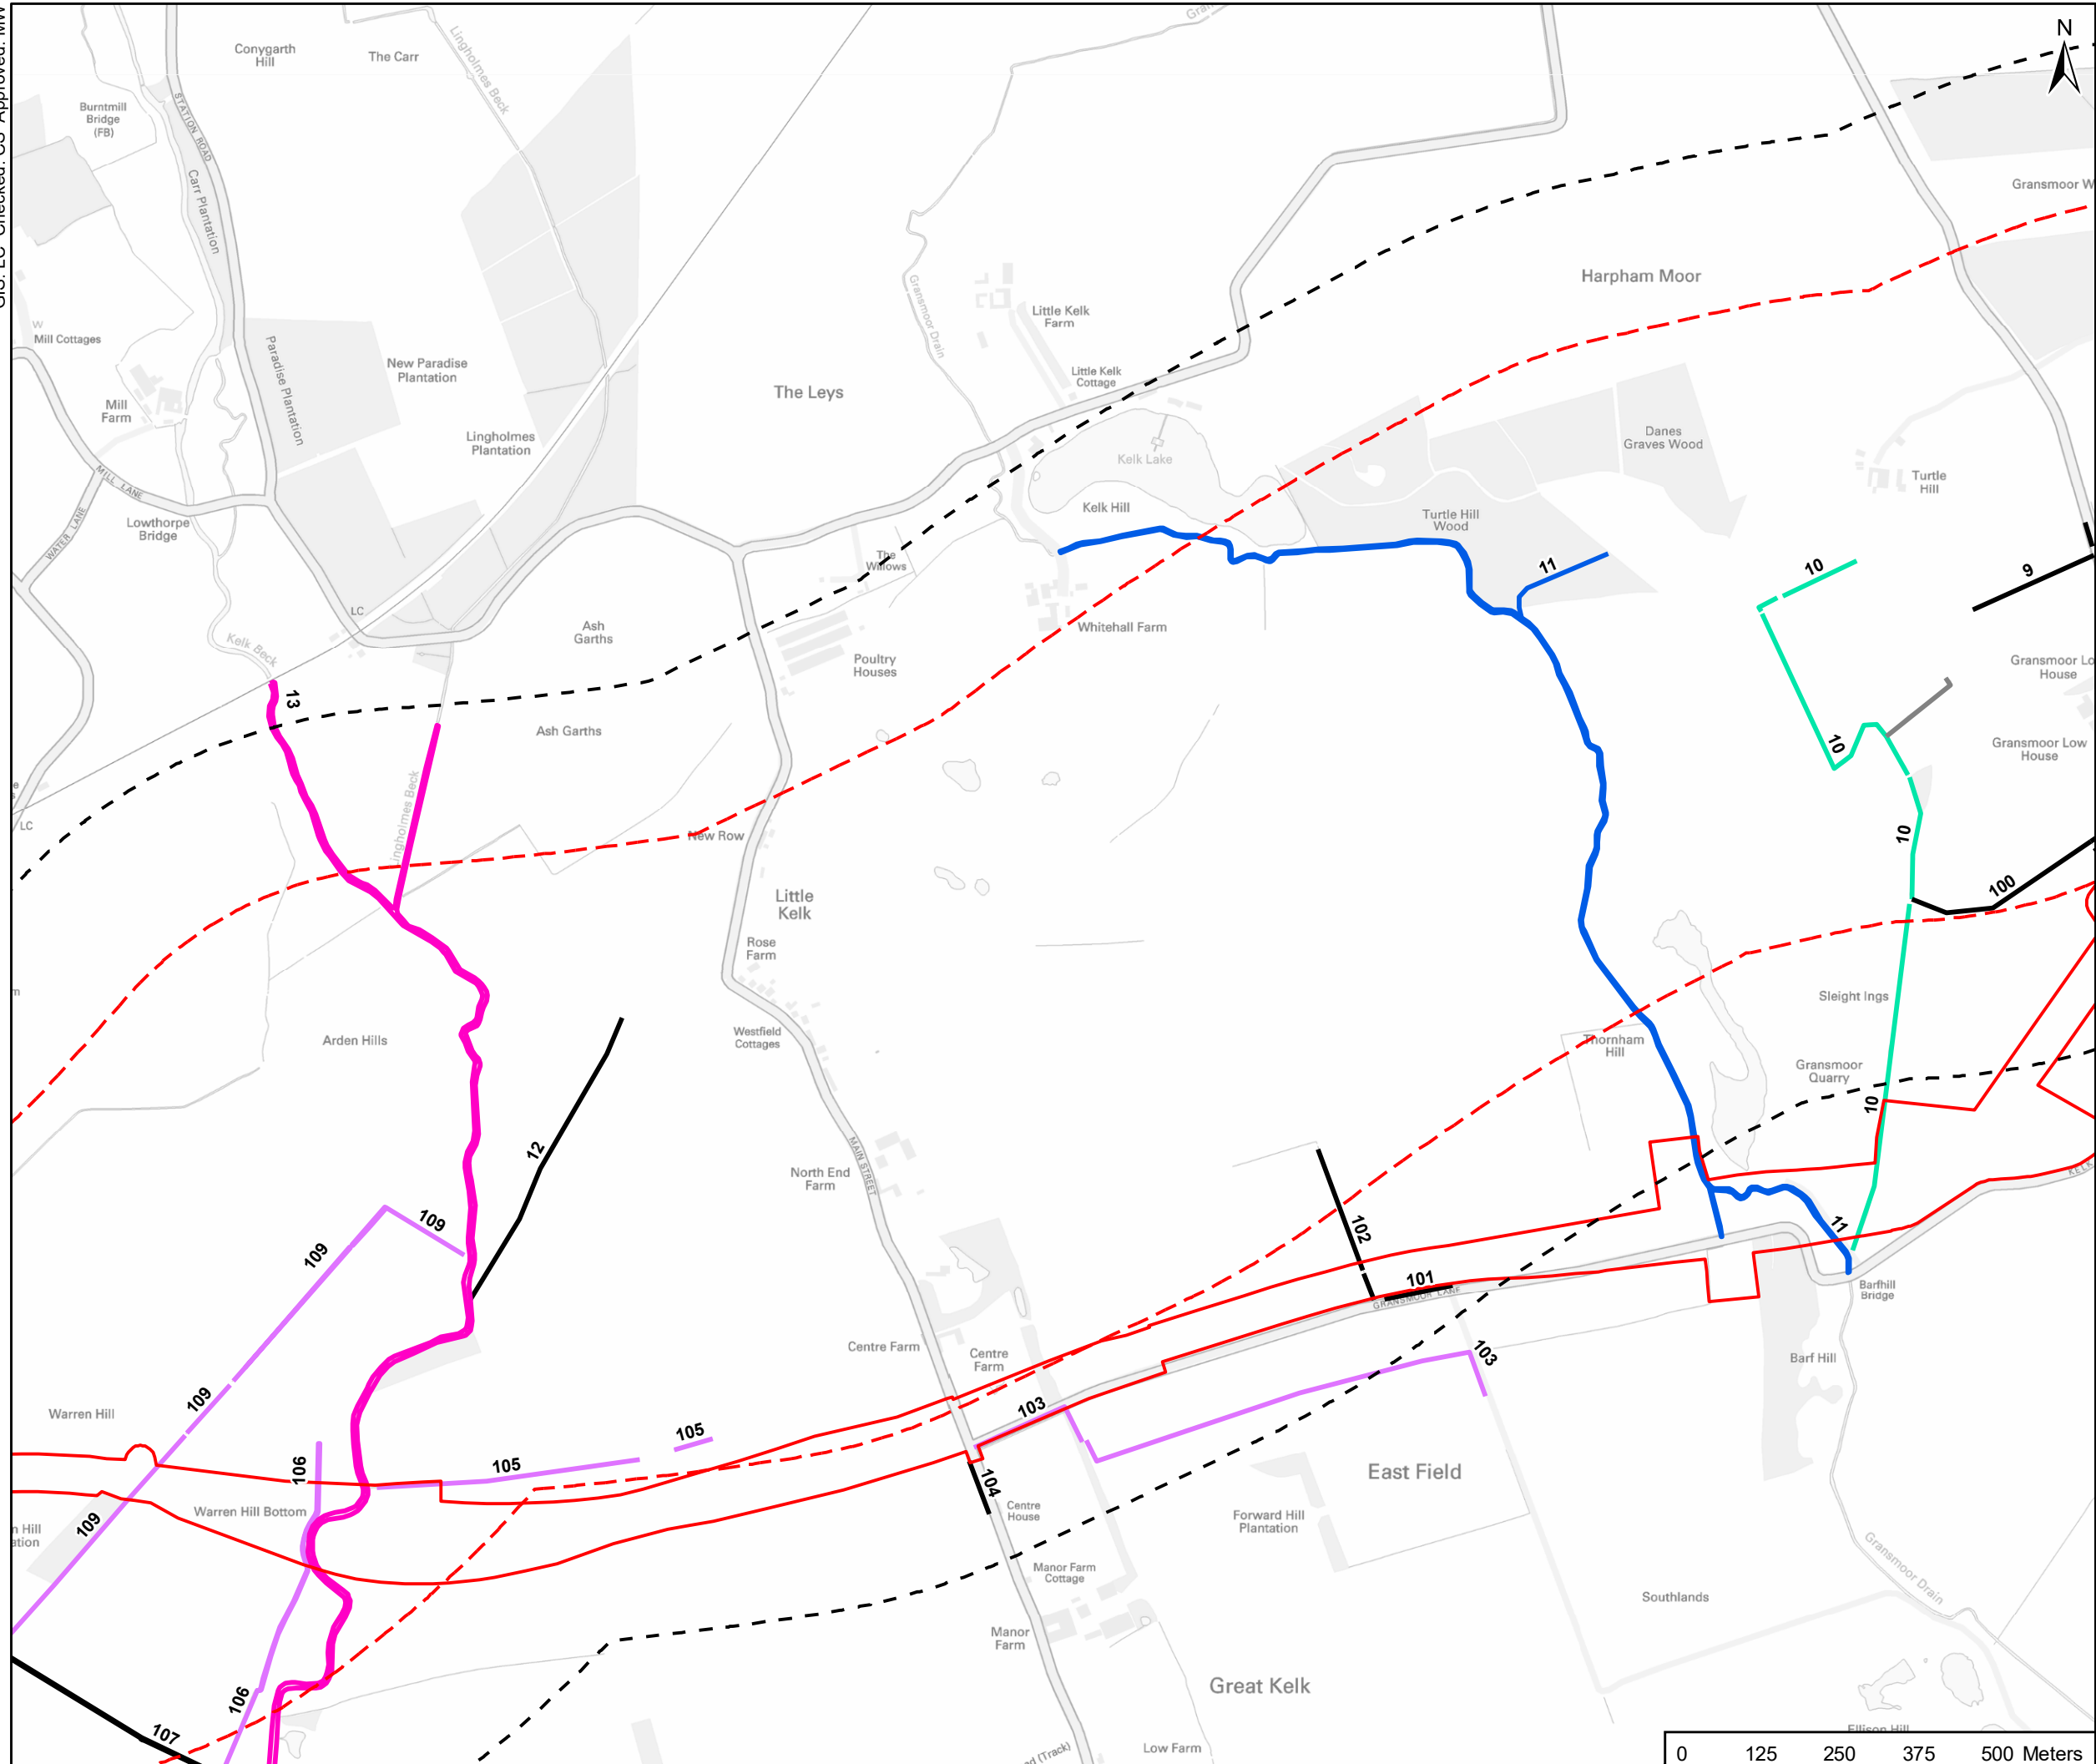 N
Conygarth
Hill
The Carr
Lingholmes Beck
Burntmill
Bridge
(FB)
STATION ROAD
Carr Plantation
Gransmoor W
Harpham Moor
W
Mill Cottages
Paradise Plantation
New Paradise
Plantation
Mill
Farm
Lingholmes
Plantation
The Leys
Gransmoor Drain
Little Kelk
Farm
Little Kelk
Cottage
Kelk Lake
Kelk Hill
Danes
Graves Wood
Turtle
Hill
Turtle Hill
Wood
MILL LANE
WATER LANE
Lowthorpe
Bridge
The
Willows
11
10
9
LC
Kelk Beck
Ash
Garths
Poultry
Houses
Whitehall Farm
Gransmoor Lo
House
13
Ash Garths
10
Gransmoor Low
House
LC
Lingholmes Beck
New Row
10
100
Little
Kelk
Rose
Farm
Westfield
Cottages
Arden Hills
Sleight Ings
Thornham
Hill
Gransmoor
Quarry
10
12
MAIN STREET
North End
Farm
KELK
109
109
102
11
101
GRANSMOOR LANE
Barfhill
Bridge
Centre Farm
Centre
Farm
103
Barf Hill
Warren Hill
109
103
105
105
106
East Field
104
Centre
House
Warren Hill Bottom
109
n Hill
ation
Forward Hill
Plantation
Gransmoor Drain
Manor Farm
Cottage
Southlands
Manor
Farm
Great Kelk
106
107
Ellison Hill
(Track)
Low Farm
0 125 250 375 500 Meters